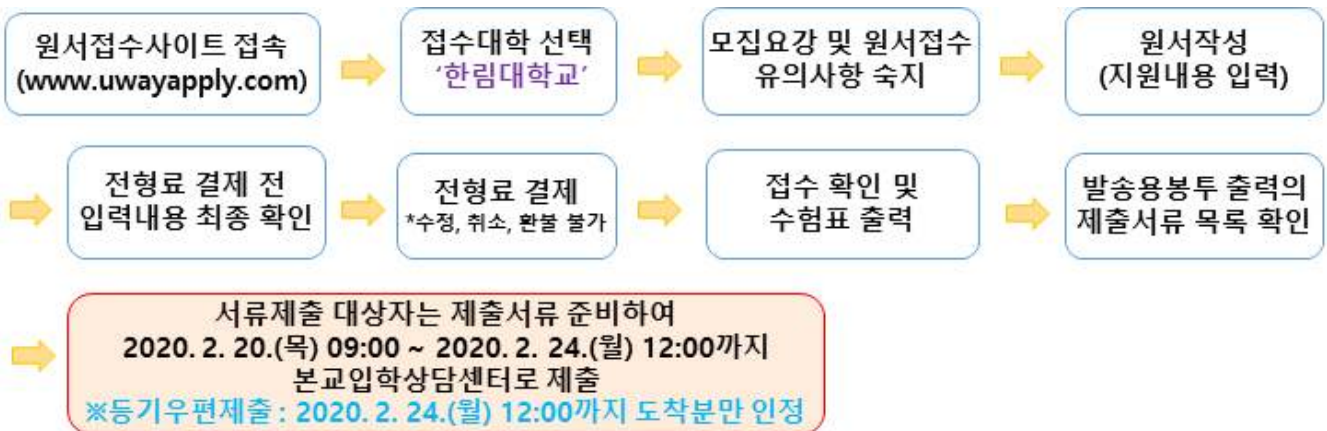 원서접수사이트 접속
(www.uwayapply.com)
접수대학 선택
‘한림대학교’
모집요강 및 원서접수
유의사항 숙지
원서작성
(지원내용 입력)
전형료 결제 전
입력내용 최종 확인
전형료 결제
*수정, 취소, 환불 불가
접수 확인 및
수험표 출력
발송용봉투 출력의
제출서류 목록 확인
서류제출 대상자는 제출서류 준비하여
2020. 2. 20.(목) 09:00 ~ 2020. 2. 24.(월) 12:00까지
본교입학상담센터로 제출
※등기우편제출 : 2020. 2. 24.(월) 12:00까지 도착분만 인정